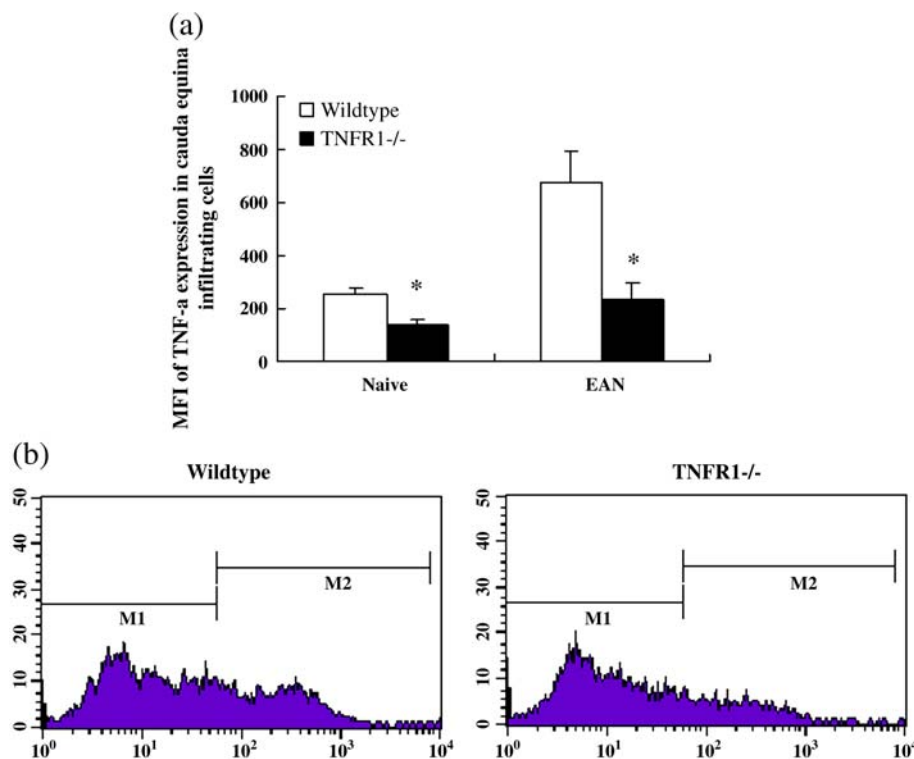 (a)
MFI of TNF-a expression in cauda equina
infiltrating cells
1000
800
600
400
200
0
Wildtype
TNFR1-/-
*
*
Naive
EAN
(b)
Wildtype
50
40
30
20
10
0
M1
M2
10⁰
10¹
10²
10³
10⁴
TNFR1-/-
50
40
30
20
10
0
M1
M2
10⁰
10¹
10²
10³
10⁴